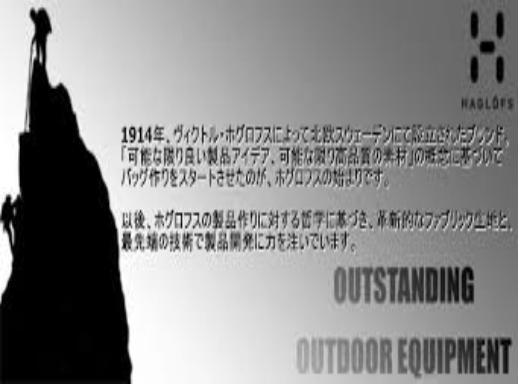 HAGLÖFS
1914年、ヴィクトル・ホグロフスによって北欧スウェーデンにて設立されたブランド。
「可能な限り良い製品アイデア、可能な限り高品質の素材」の概念に基づいて
バッグ作りをスタートさせたのが、ホグロフスの始まりです。
以後、ホグロフスの製品作りに対する哲学に基づき、革新的なファブリック生地と、
最先端の技術で製品開発に力を注いでいます。
OUTSTANDING
OUTDOOR EQUIPMENT